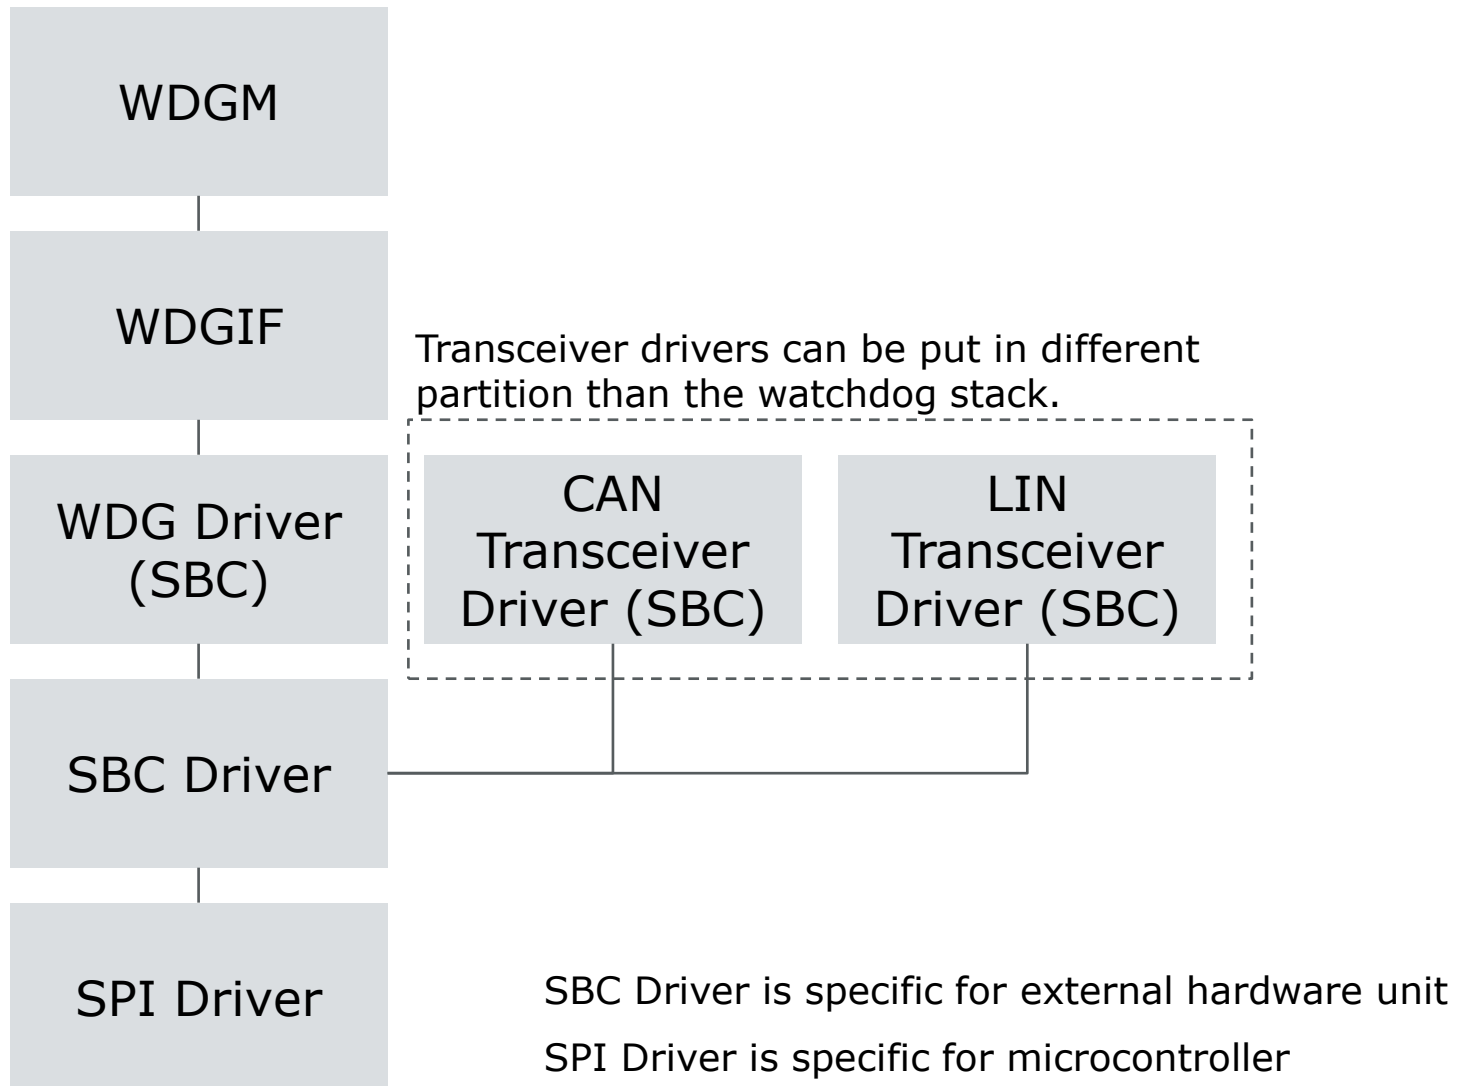 WDGM
WDGIF
Transceiver drivers can be put in different
partition than the watchdog stack.
WDG Driver
(SBC)
CAN
Transceiver
Driver (SBC)
LIN
Transceiver
Driver (SBC)
SBC Driver
SPI Driver
SBC Driver is specific for external hardware unit
SPI Driver is specific for microcontroller